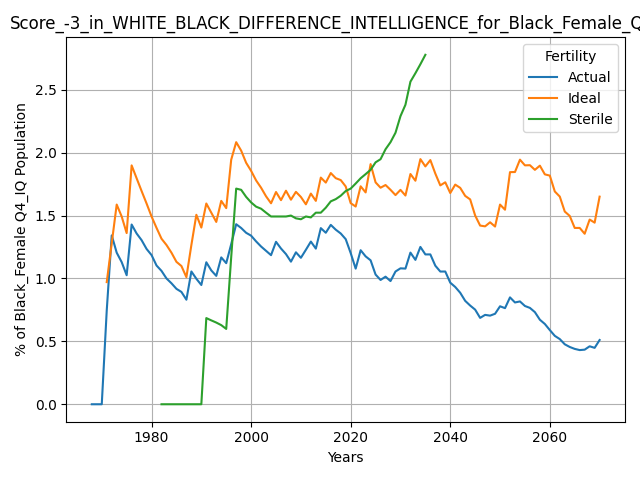 Score_-3_in_WHITE_BLACK_DIFFERENCE_INTELLIGENCE_for_Black_Female_Q
Fertility
Actual
Ideal
Sterile
% of Black_Female Q4_IQ Population
2.5
2.0
1.5
1.0
0.5
0.0
1980 2000 2020 2040 2060
Years